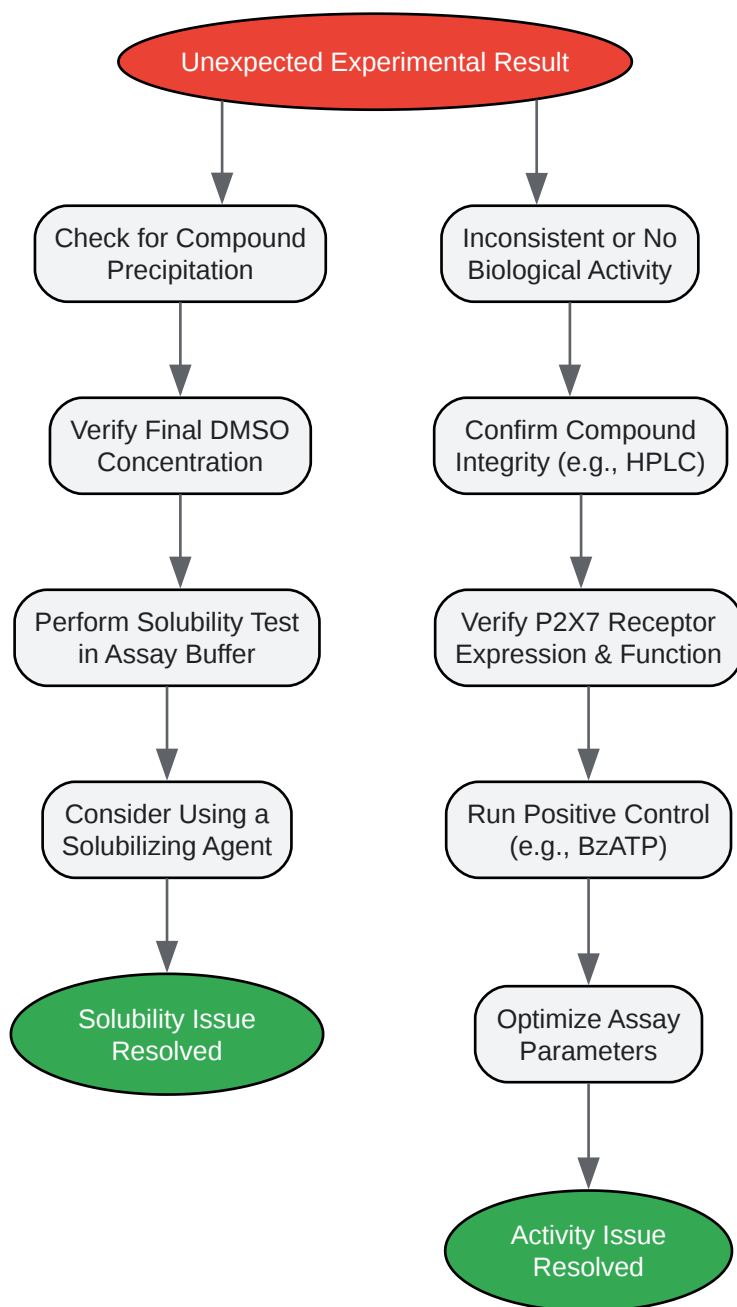 Unexpected Experimental Result
Check for Compound
Precipitation
Verify Final DMSO
Concentration
Perform Solubility Test
in Assay Buffer
Consider Using a
Solubilizing Agent
Solubility Issue
Resolved
Inconsistent or No
Biological Activity
Confirm Compound
Integrity (e.g., HPLC)
Verify P2X7 Receptor
Expression & Function
Run Positive Control
(e.g., BzATP)
Optimize Assay
Parameters
Activity Issue
Resolved